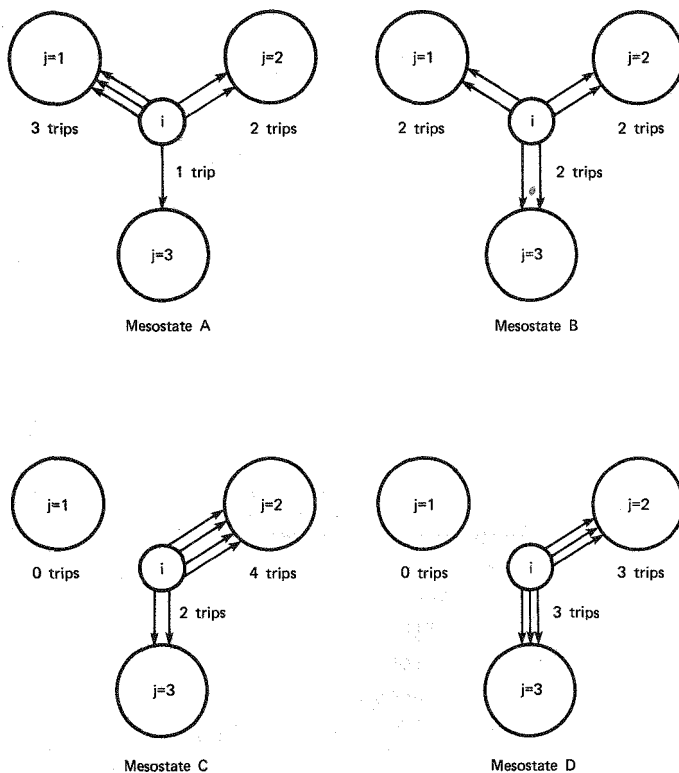 j=1
j=2
i
3 trips
2 trips
1 trip
j=3
Mesostate A
j=1
j=2
i
2 trips
2 trips
2 trips
j=3
Mesostate B
j=1
j=2
i
0 trips
4 trips
2 trips
j=3
Mesostate C
j=1
j=2
i
0 trips
3 trips
3 trips
j=3
Mesostate D